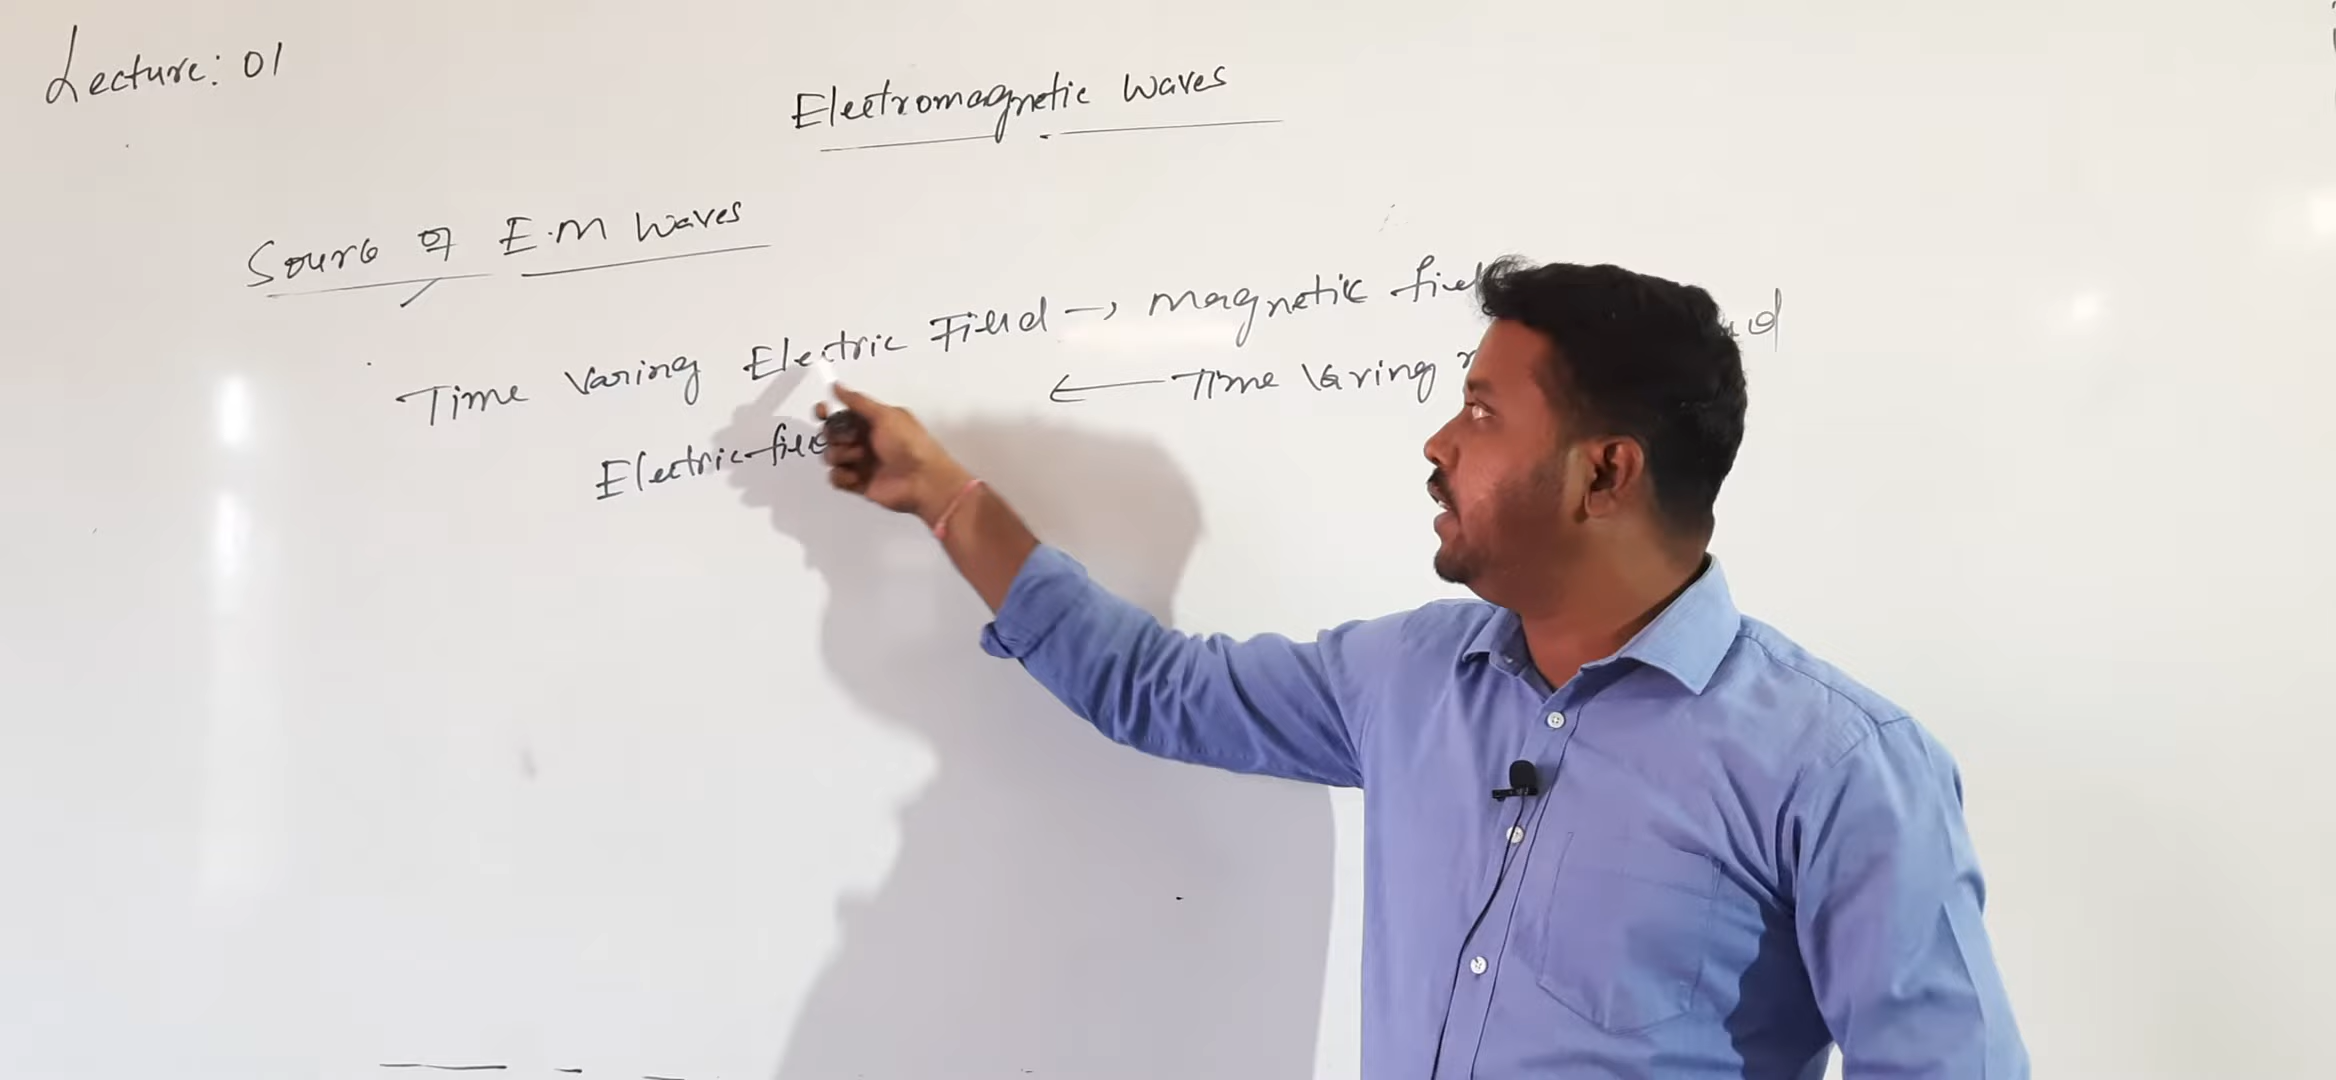 Lecture: 01
Electromagnetic waves
Source of E.M waves
Time Varing Electric Field → magnetic field
Electric field ← Time Varing